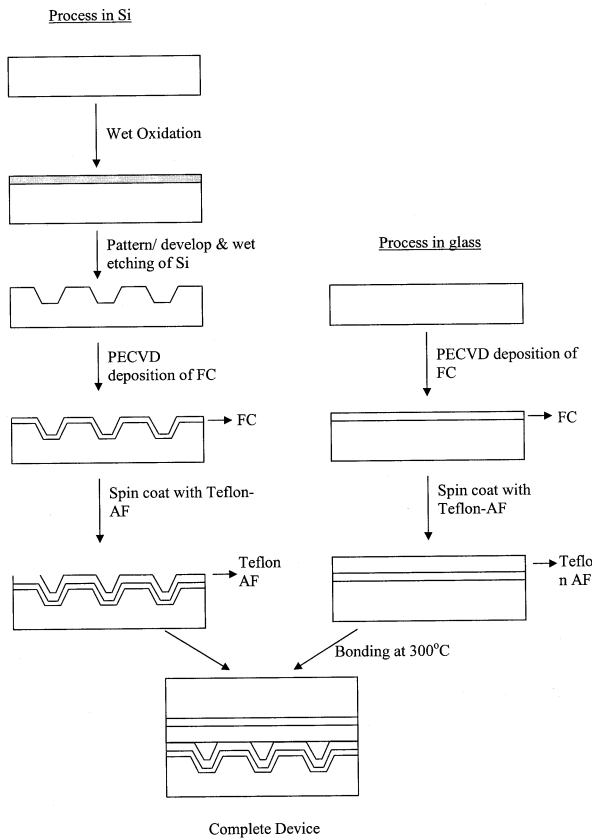 Process in Si
Wet Oxidation
Pattern/ develop & wet
etching of Si
PECVD
deposition of FC
FC
Spin coat with Teflon-
AF
Teflon
AF
Process in glass
PECVD deposition of
FC
FC
Spin coat with
Teflon-AF
Teflo
n AF
Bonding at 300°C
Complete Device